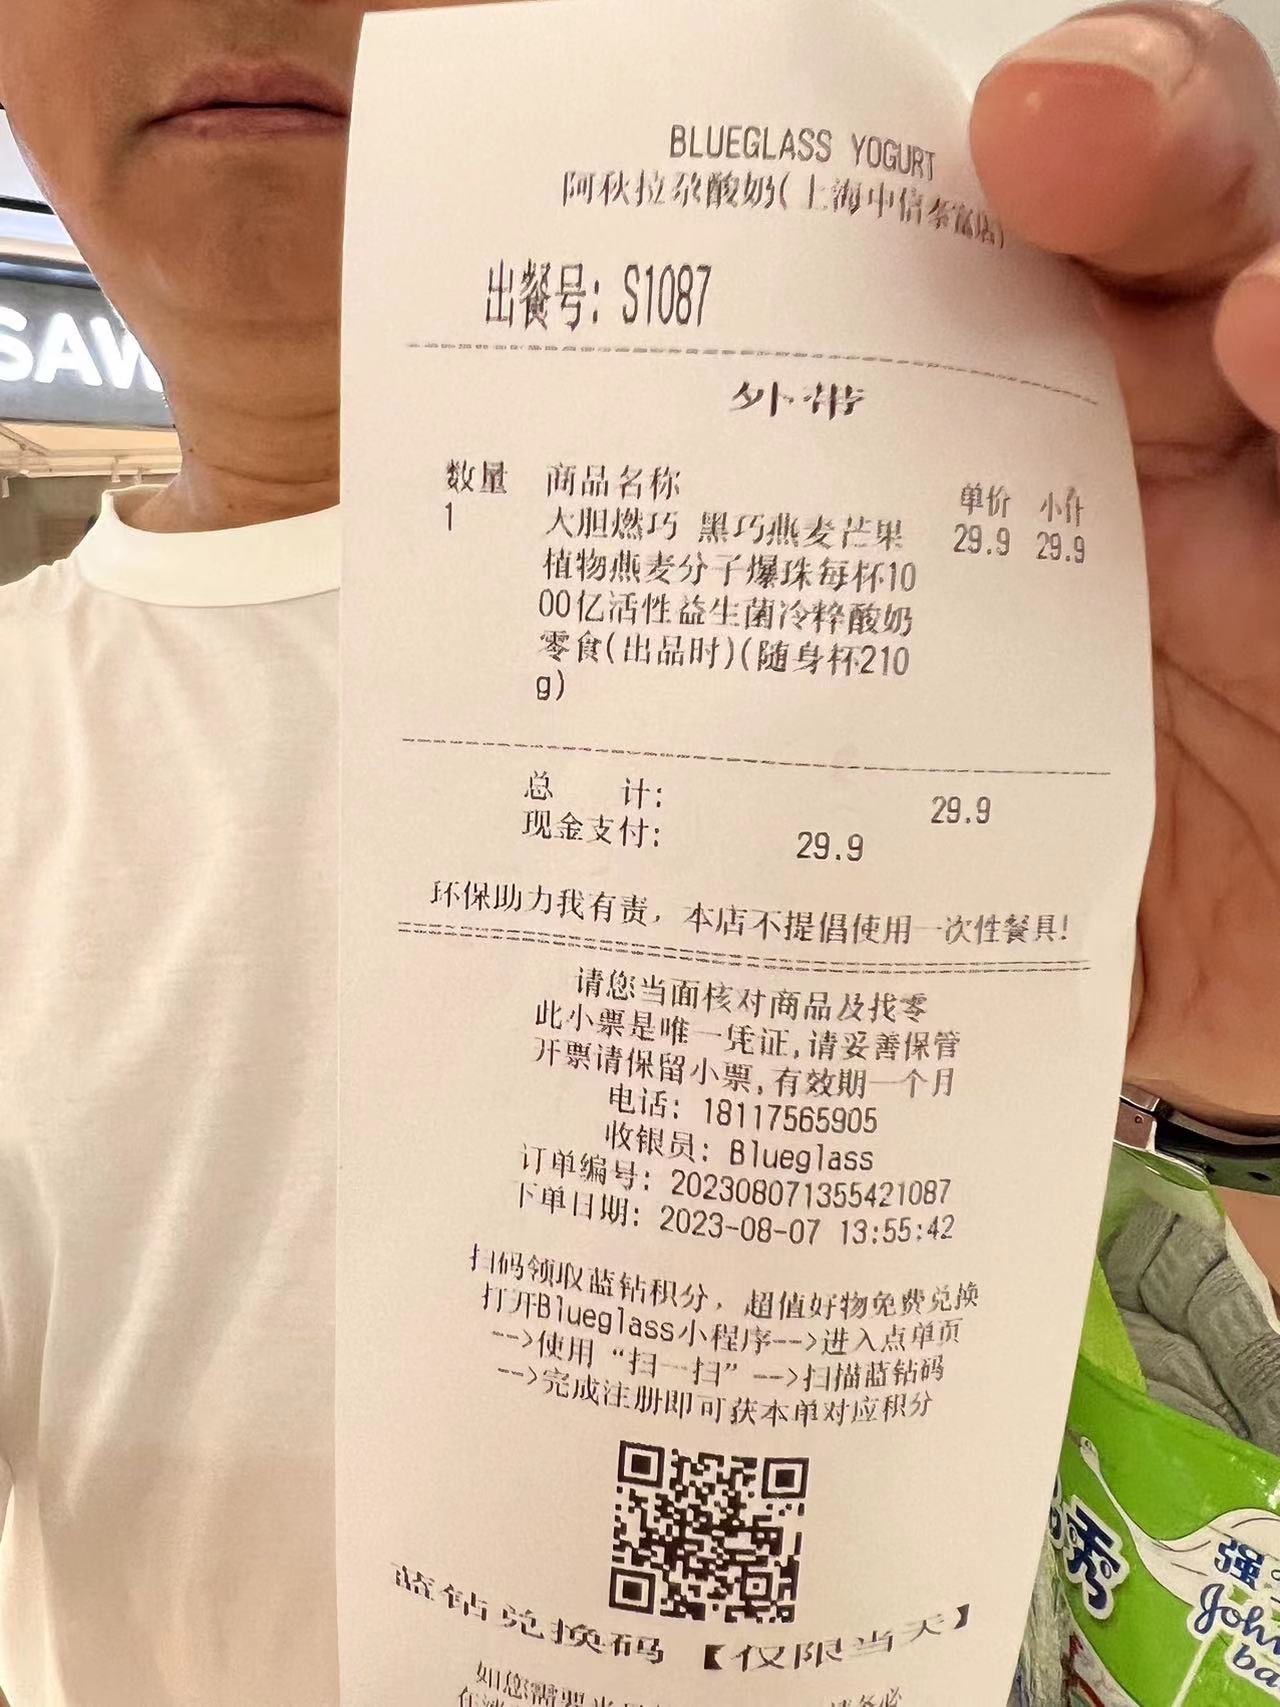 BLUEGLASS YOGURT
阿秋拉尕酸奶(上海中信泰富店)
出餐号: S1087
外带
数量 商品名称 单价 小计
1 大胆燃巧 黑巧燕麦芒果 29.9 29.9
植物燕麦分子爆珠每杯10
00亿活性益生菌冷粹酸奶
零食(出品时)(随身杯210
g)
总 计: 29.9
现金支付: 29.9
环保助力我有责, 本店不提倡使用一次性餐具!
请您当面核对商品及找零
此小票是唯一凭证,请妥善保管
开票请保留小票,有效期一个月
电话: 18117565905
收银员: Blueglass
订单编号: 202308071355421087
下单日期: 2023-08-07 13:55:42
扫码领取蓝钻积分, 超值好物免费兑换
打开Blueglass小程序-->进入点单页
-->使用“扫一扫”-->扫描蓝钻码
-->完成注册即可获本单对应积分
蓝钻兑换码【仅限当天】
如您需要
SAW
秀
强
John
ba